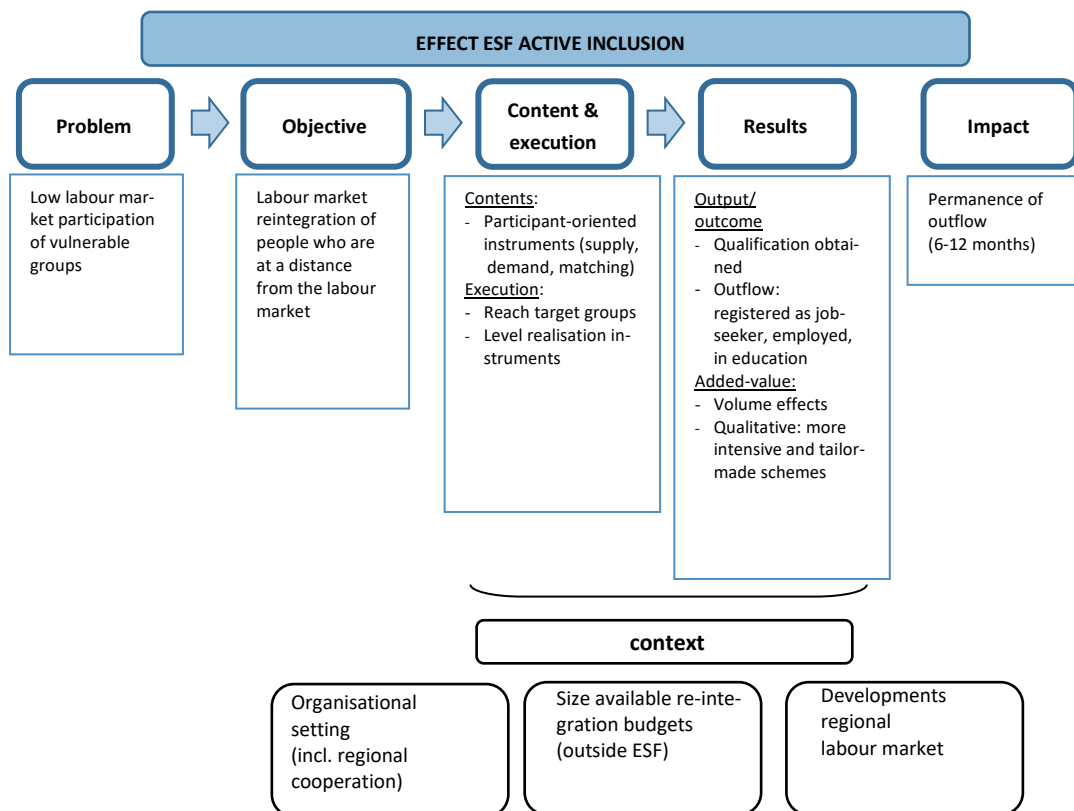 EFFECT ESF ACTIVE INCLUSION
Problem
Objective
Content &
execution
Results
Impact
Low labour mar-
ket participation
of vulnerable
groups
Labour market
reintegration of
people who are
at a distance
from the labour
market
Contents:
- Participant-oriented
instruments (supply,
demand, matching)
Execution:
- Reach target groups
- Level realisation in-
struments
Output/
outcome
- Qualification obtai-
ned
- Outflow:
registered as job-
seeker, employed,
in education
Added-value:
- Volume effects
- Qualitative: more
intensive and tailor-
made schemes
Permanence of
outflow
(6-12 months)
context
Organisational
setting
(incl. regional
cooperation)
Size available re-inte-
gration budgets
(outside ESF)
Developments
regional
labour market